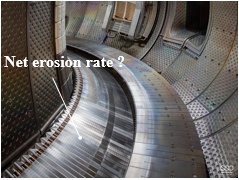 Net erosion rate ?